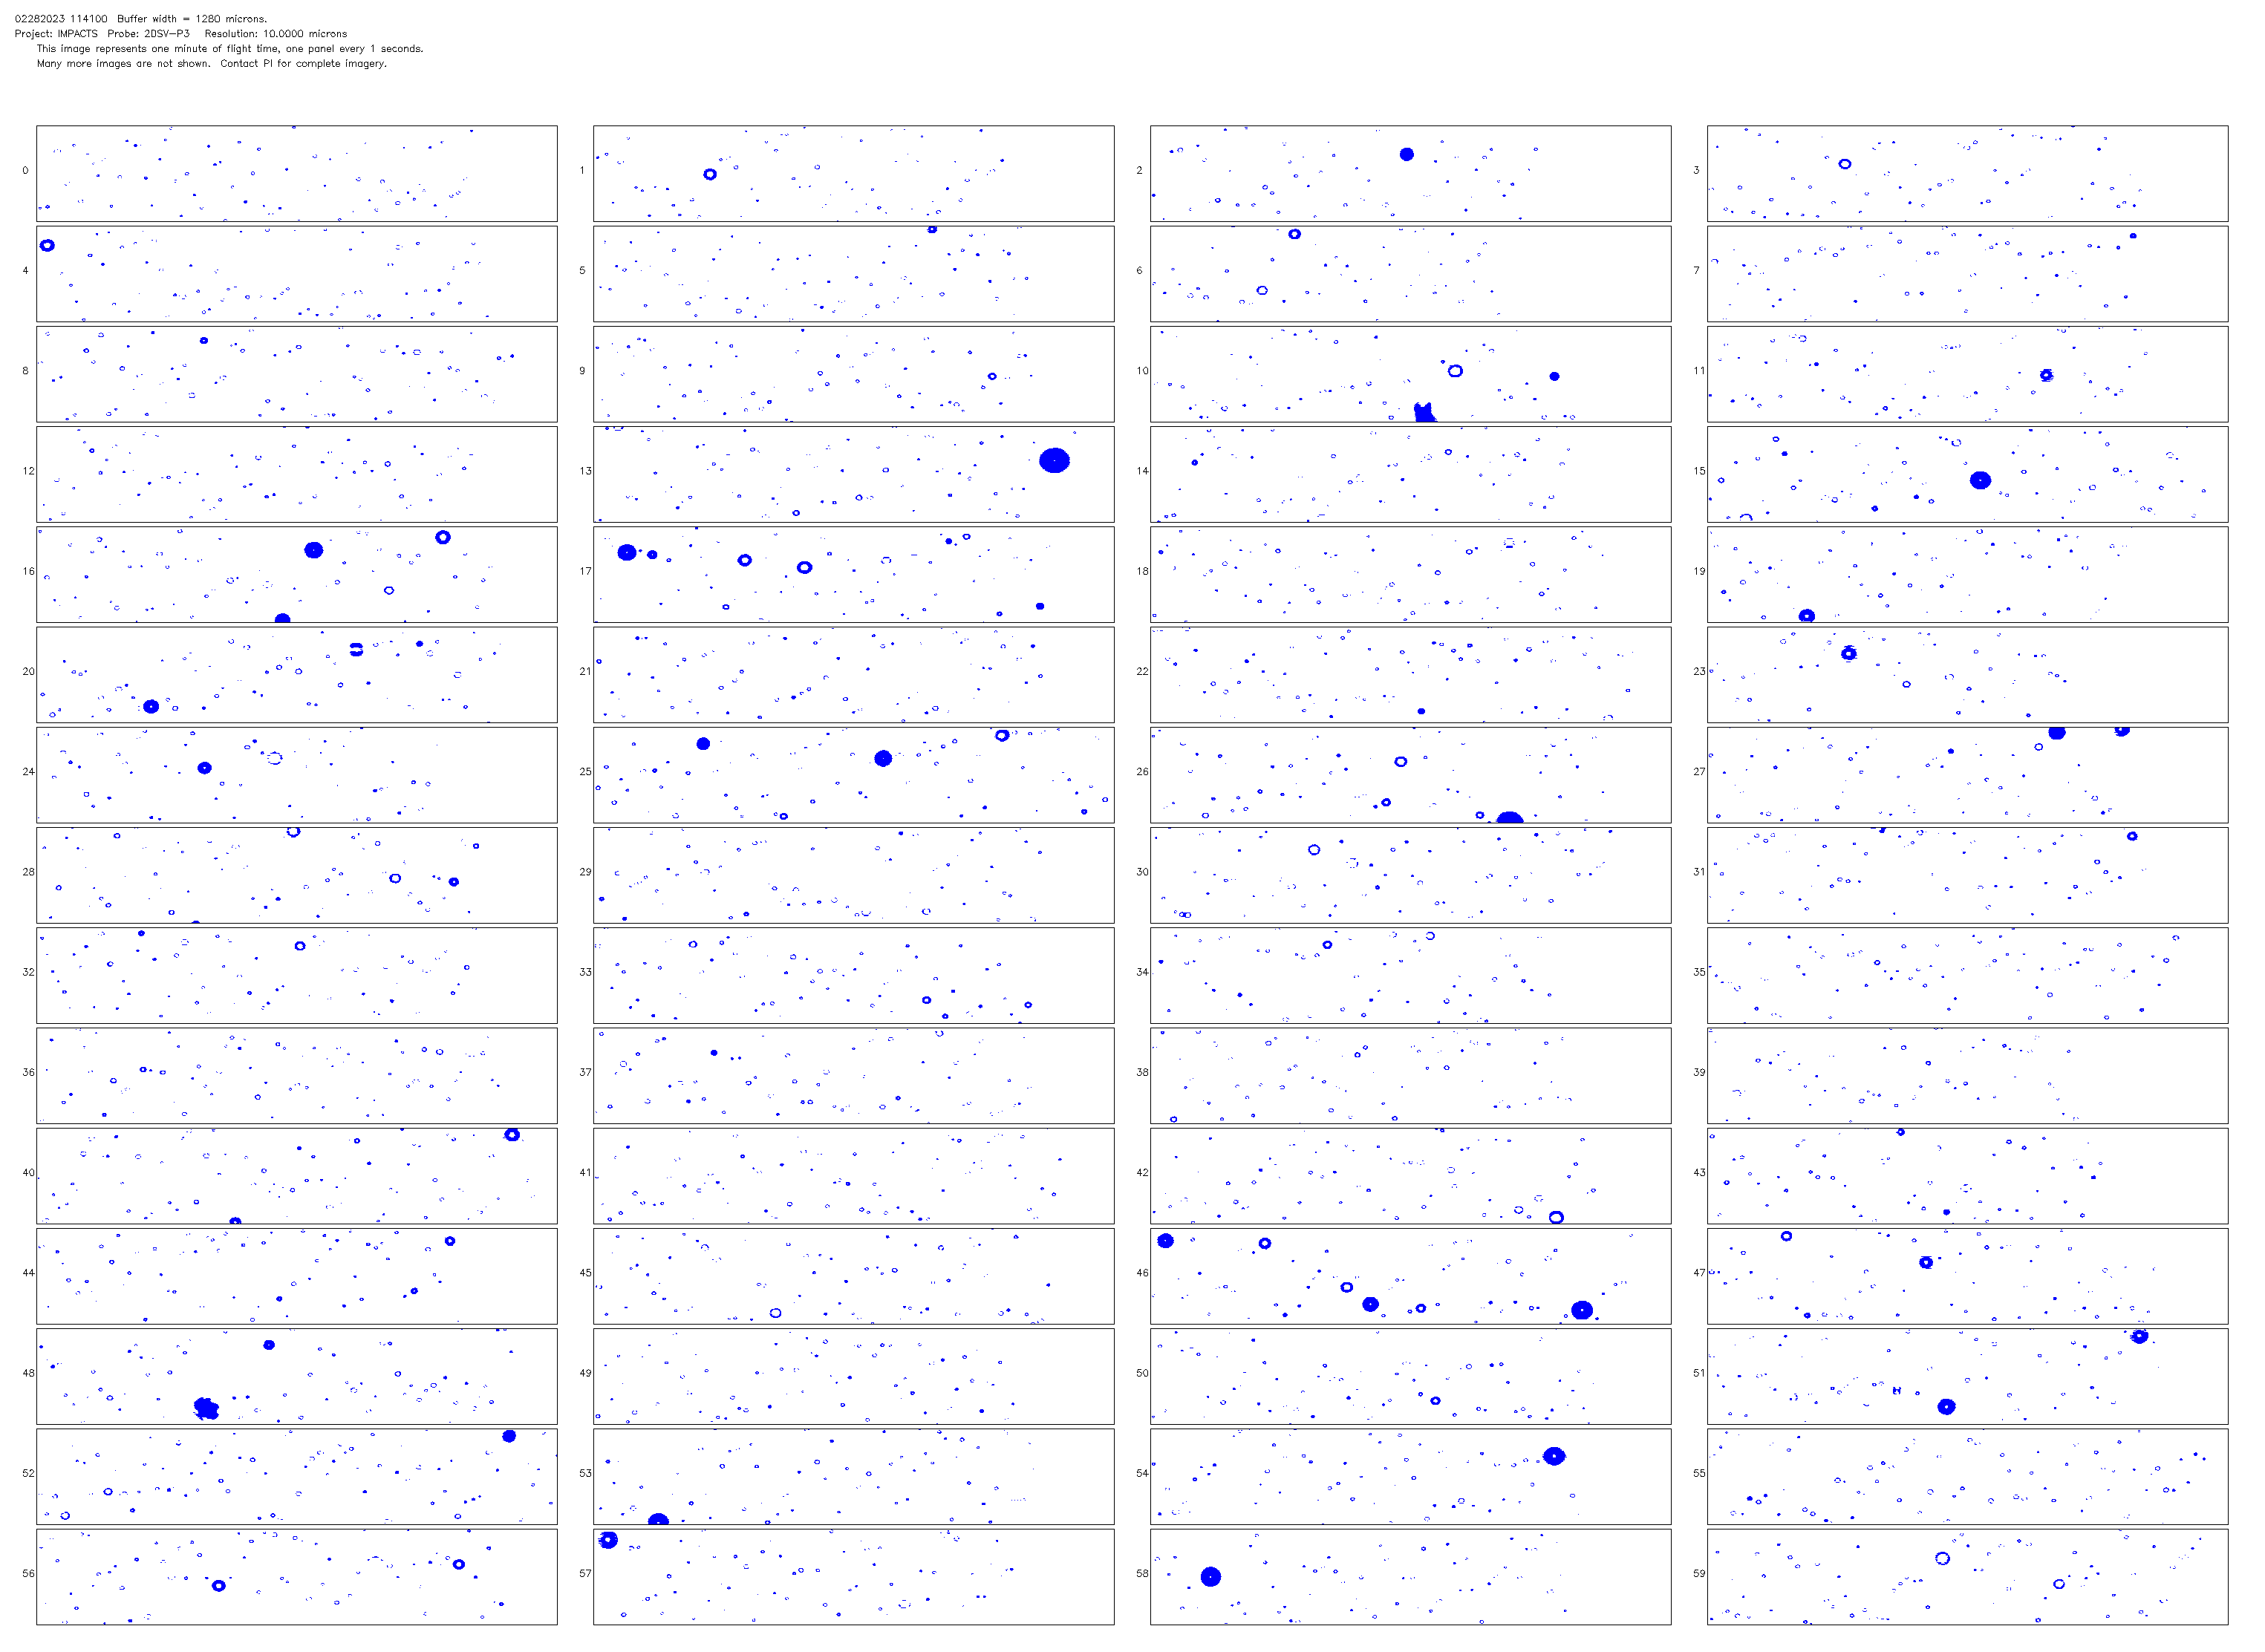 02282023 114100 Buffer width = 1280 microns.
Project: IMPACTS Probe: 2DSV-P3 Resolution: 10.0000 microns
This image represents one minute of flight time, one panel every 1 seconds.
Many more images are not shown. Contact PI for complete imagery.
0 1 2 3
4 5 6 7
8 9 10 11
12 13 14 15
16 17 18 19
20 21 22 23
24 25 26 27
28 29 30 31
32 33 34 35
36 37 38 39
40 41 42 43
44 45 46 47
48 49 50 51
52 53 54 55
56 57 58 59